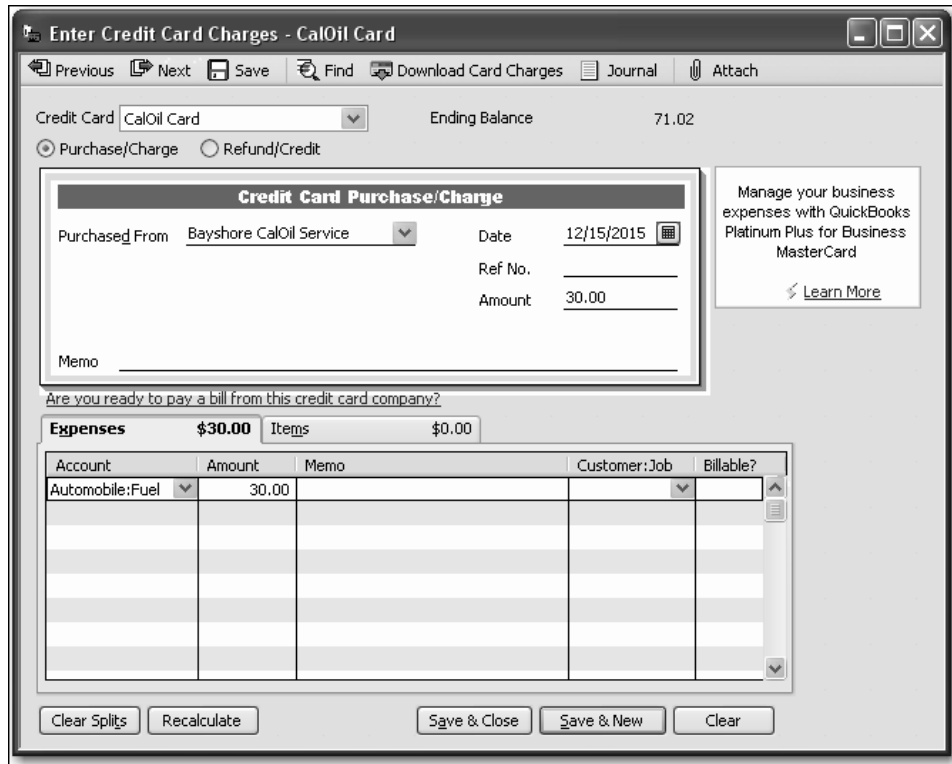 Enter Credit Card Charges - CalOil Card
Previous Next Save Find Download Card Charges Journal Attach
Credit Card CalOil Card Ending Balance 71.02
Purchase/Charge Refund/Credit
Credit Card Purchase/Charge
Purchased From Bayshore CalOil Service Date 12/15/2015
Ref No.
Amount 30.00
Memo
Manage your business
expenses with QuickBooks
Platinum Plus for Business
MasterCard
Learn More
Are you ready to pay a bill from this credit card company?
Expenses $30.00 Items $0.00
Account Amount Memo Customer:Job Billable?
Automobile:Fuel 30.00
Clear Splits Recalculate Save & Close Save & New Clear